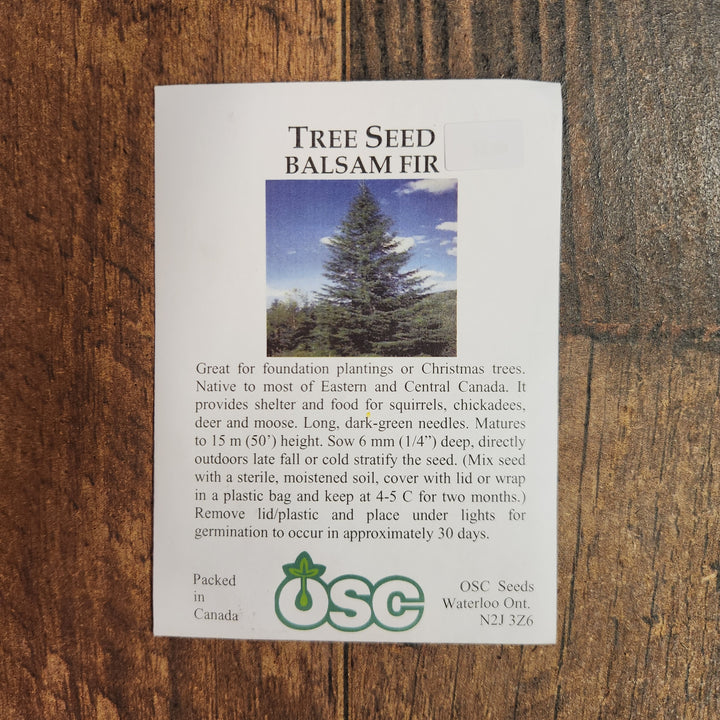 TREE SEED
BALSAM FIR
Great for foundation plantings or Christmas trees.
Native to most of Eastern and Central Canada. It
provides shelter and food for squirrels, chickadees,
deer and moose. Long, dark-green needles. Matures
to 15 m (50’) height. Sow 6 mm (1/4”) deep, directly
outdoors late fall or cold stratify the seed. (Mix seed
with a sterile, moistened soil, cover with lid or wrap
in a plastic bag and keep at 4-5 C for two months.)
Remove lid/plastic and place under lights for
germination to occur in approximately 30 days.
Packed
in
Canada
OSC
OSC Seeds
Waterloo Ont.
N2J 3Z6